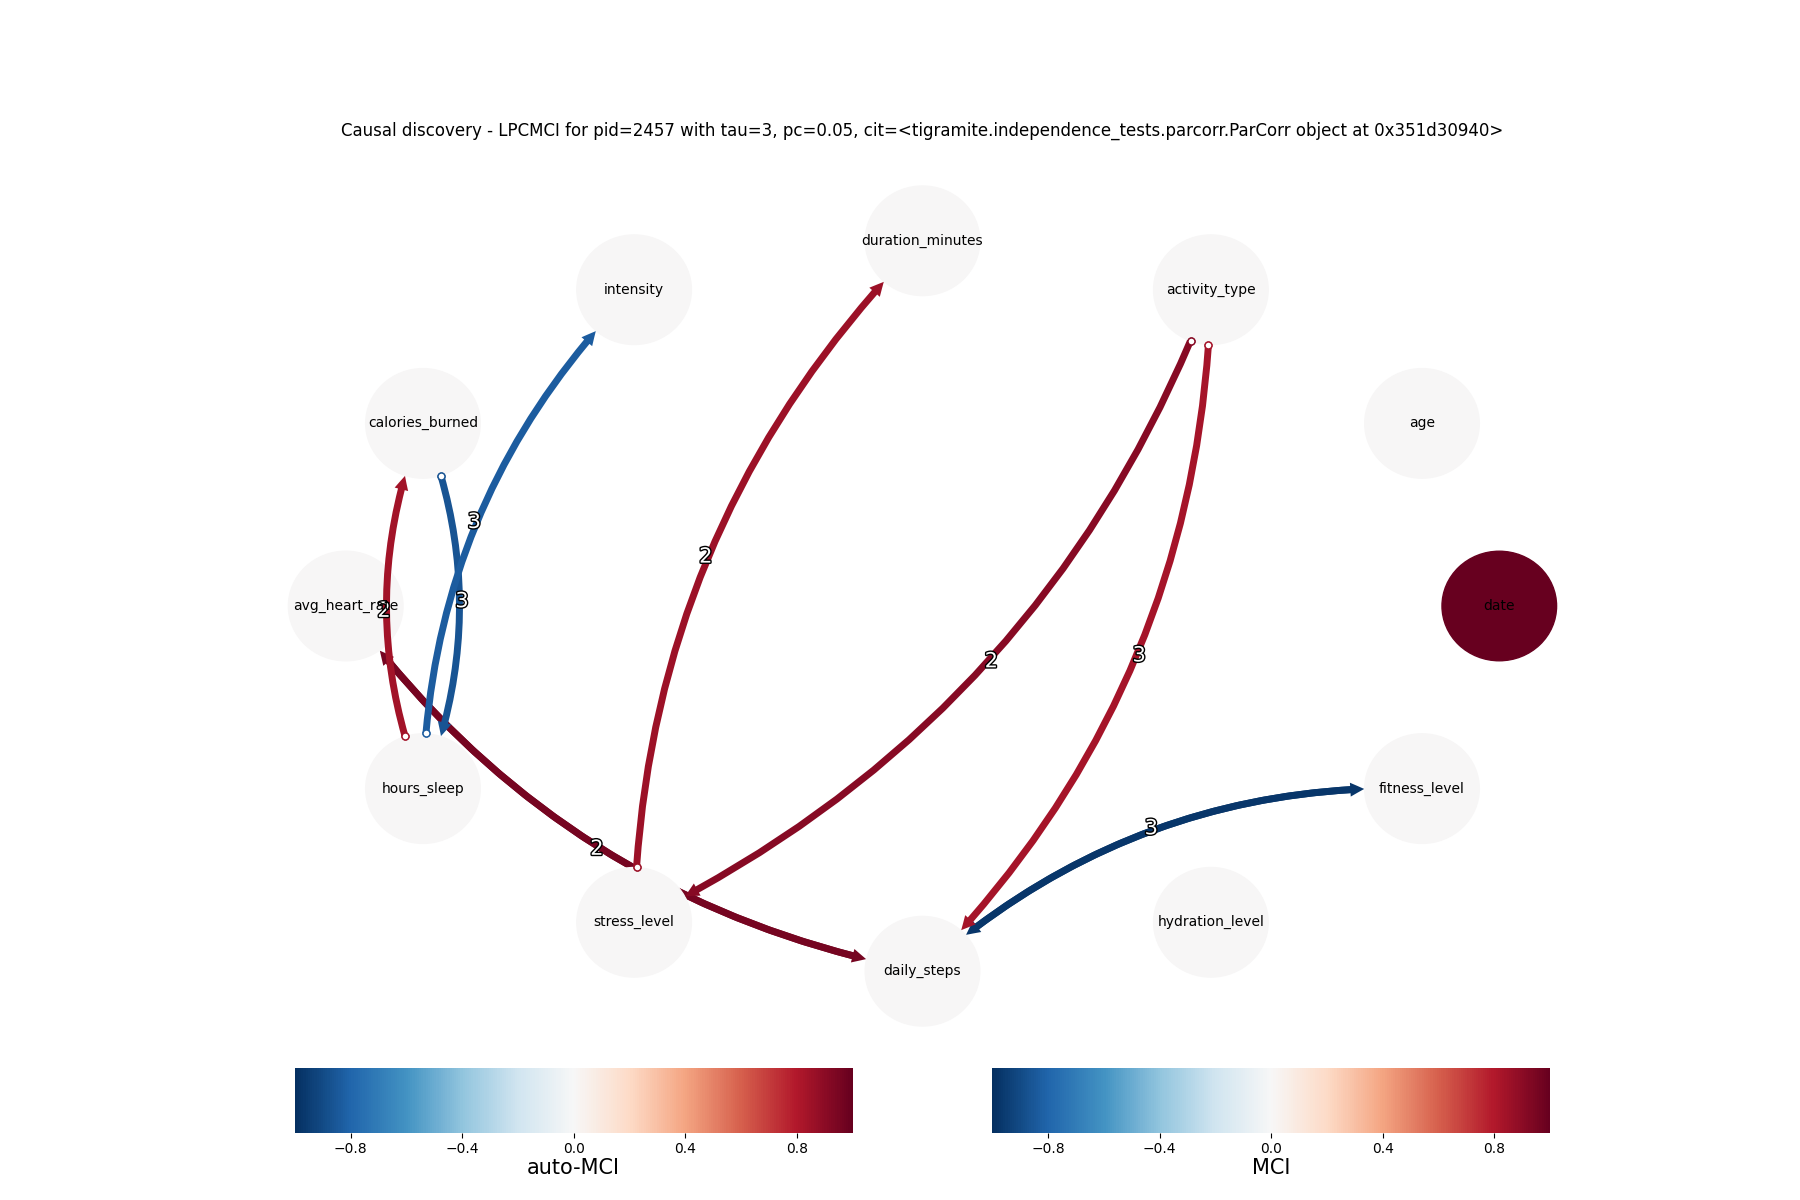 Causal discovery - LPCMCI for pid=2457 with tau=3, pc=0.05, cit=<tigramite.independence_tests.parcorr.ParCorr object at 0x351d30940>
duration_minutes
intensity
activity_type
calories_burned
age
3
2
3
avg_heart_rate
2
date
2
3
hours_sleep
fitness_level
3
2
stress_level
hydration_level
daily_steps
−0.8 −0.4 0.0 0.4 0.8
auto-MCI
−0.8 −0.4 0.0 0.4 0.8
MCI